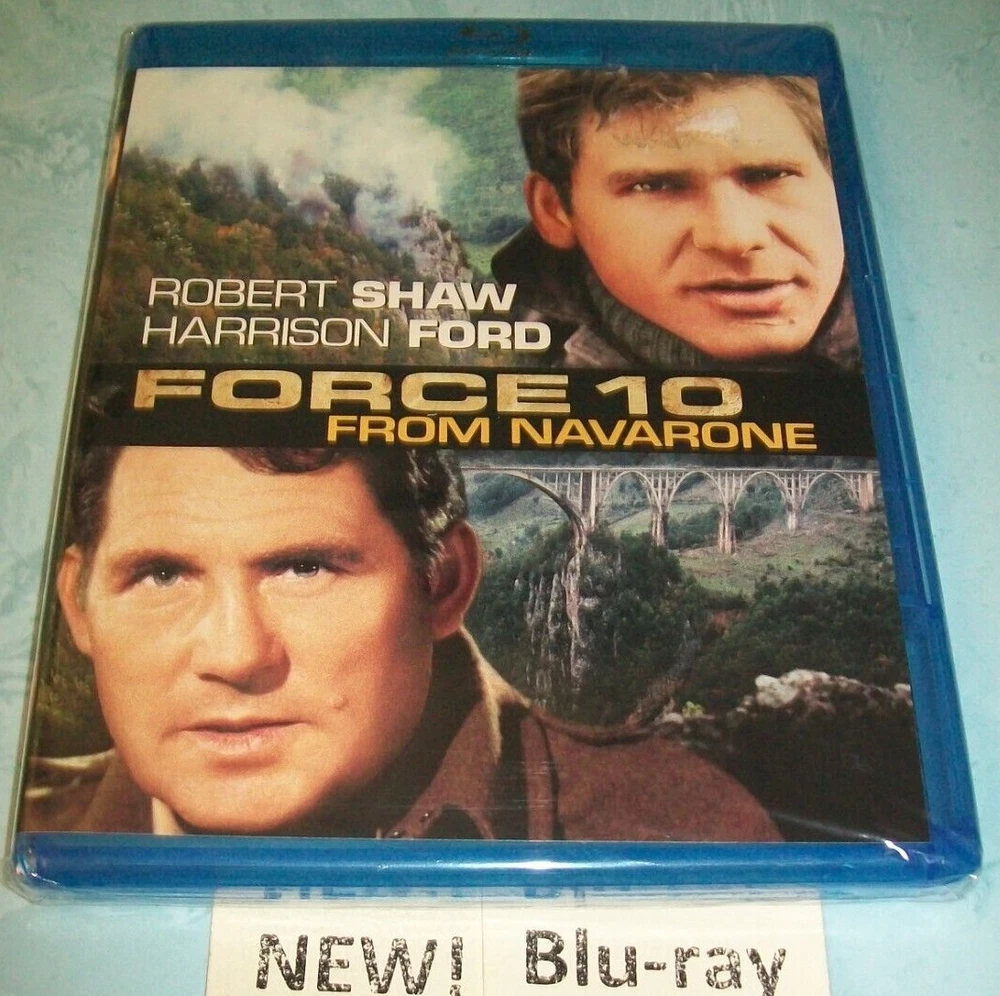 ROBERT SHAW
HARRISON FORD
FORCE 10
FROM NAVARONE
NEW! Blu-ray